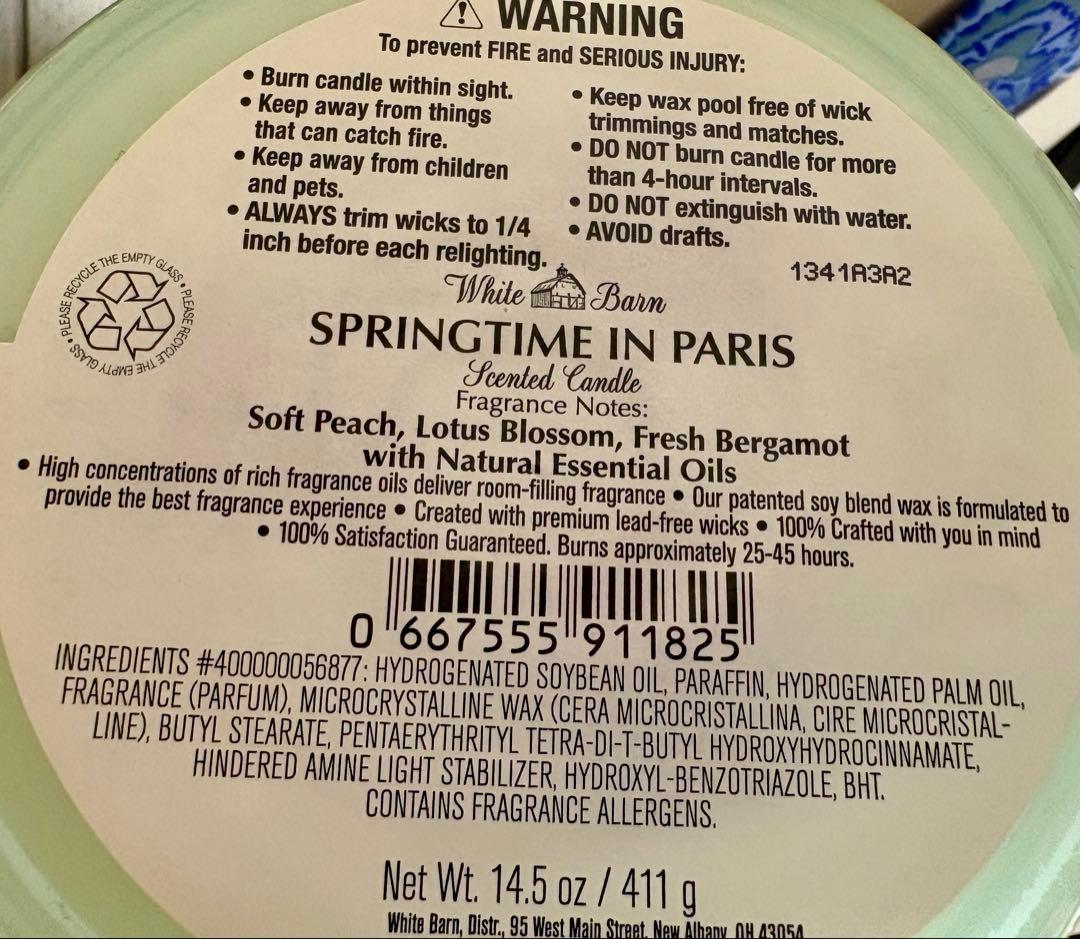 ⚠ WARNING
To prevent FIRE and SERIOUS INJURY:
• Burn candle within sight.
• Keep away from things
that can catch fire.
• Keep away from children
and pets.
• ALWAYS trim wicks to 1/4
inch before each relighting.
• Keep wax pool free of wick
trimmings and matches.
• DO NOT burn candle for more
than 4-hour intervals.
• DO NOT extinguish with water.
• AVOID drafts.
1341A3A2
PLEASE RECYCLE THE EMPTY GLASS • PLEASE RECYCLE THE EMPTY GLASS •
White Barn
SPRINGTIME IN PARIS
Scented Candle
Fragrance Notes:
Soft Peach, Lotus Blossom, Fresh Bergamot
with Natural Essential Oils
• High concentrations of rich fragrance oils deliver room-filling fragrance • Our patented soy blend wax is formulated to
provide the best fragrance experience • Created with premium lead-free wicks • 100% Crafted with you in mind
• 100% Satisfaction Guaranteed. Burns approximately 25-45 hours.
0 667555 911825
INGREDIENTS #400000056877: HYDROGENATED SOYBEAN OIL, PARAFFIN, HYDROGENATED PALM OIL,
FRAGRANCE (PARFUM), MICROCRYSTALLINE WAX (CERA MICROCRISTALLINA, CIRE MICROCRISTAL-
LINE), BUTYL STEARATE, PENTAERYTHRITYL TETRA-DI-T-BUTYL HYDROXYHYDROCINNAMATE,
HINDERED AMINE LIGHT STABILIZER, HYDROXYL-BENZOTRIAZOLE, BHT.
CONTAINS FRAGRANCE ALLERGENS.
Net Wt. 14.5 oz / 411 g
White Barn, Distr., 95 West Main Street, New Albany, OH 43054